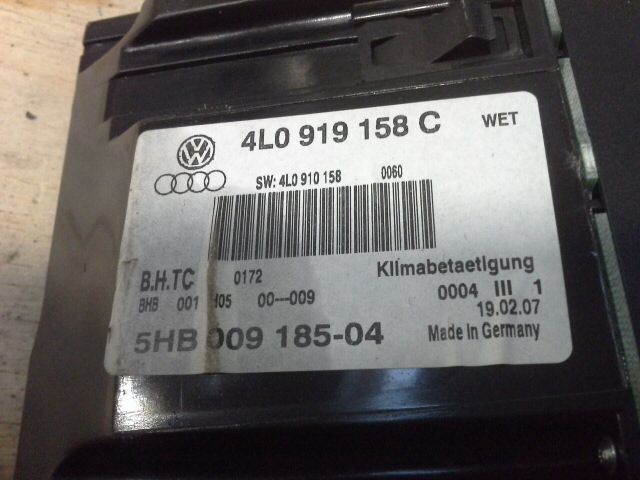 4L0 919 158 C WET
SW: 4L0 910 158 0060
B.H.TC 0172 Klimabetaetigung
BHB 001 H05 00---009 0004 III 1
19.02.07
5HB 009 185-04 Made in Germany